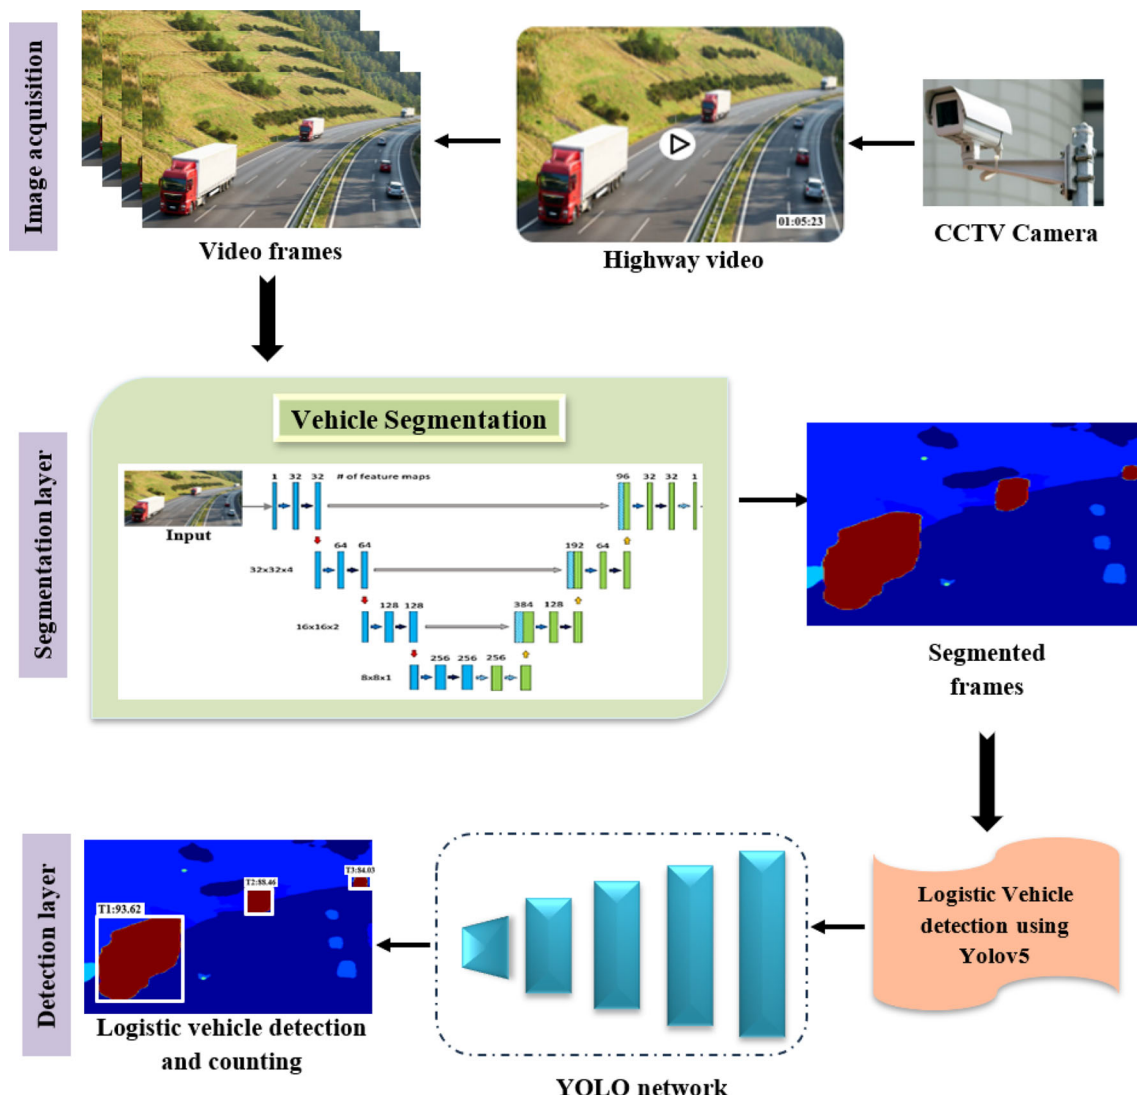 Image acquisition
Video frames
01:05:23
Highway video
CCTV Camera
Segmentation layer
Vehicle Segmentation
Input
1 32 32 # of feature maps 96 32 32 1
64 64 192 64
32x32x4
128 128 384 128
16x16x2
256 256 256
8x8x1
Segmented
frames
Detection layer
T1:93.62
T2:88.46
T3:84.03
Logistic vehicle detection
and counting
YOLO network
Logistic Vehicle
detection using
Yolov5